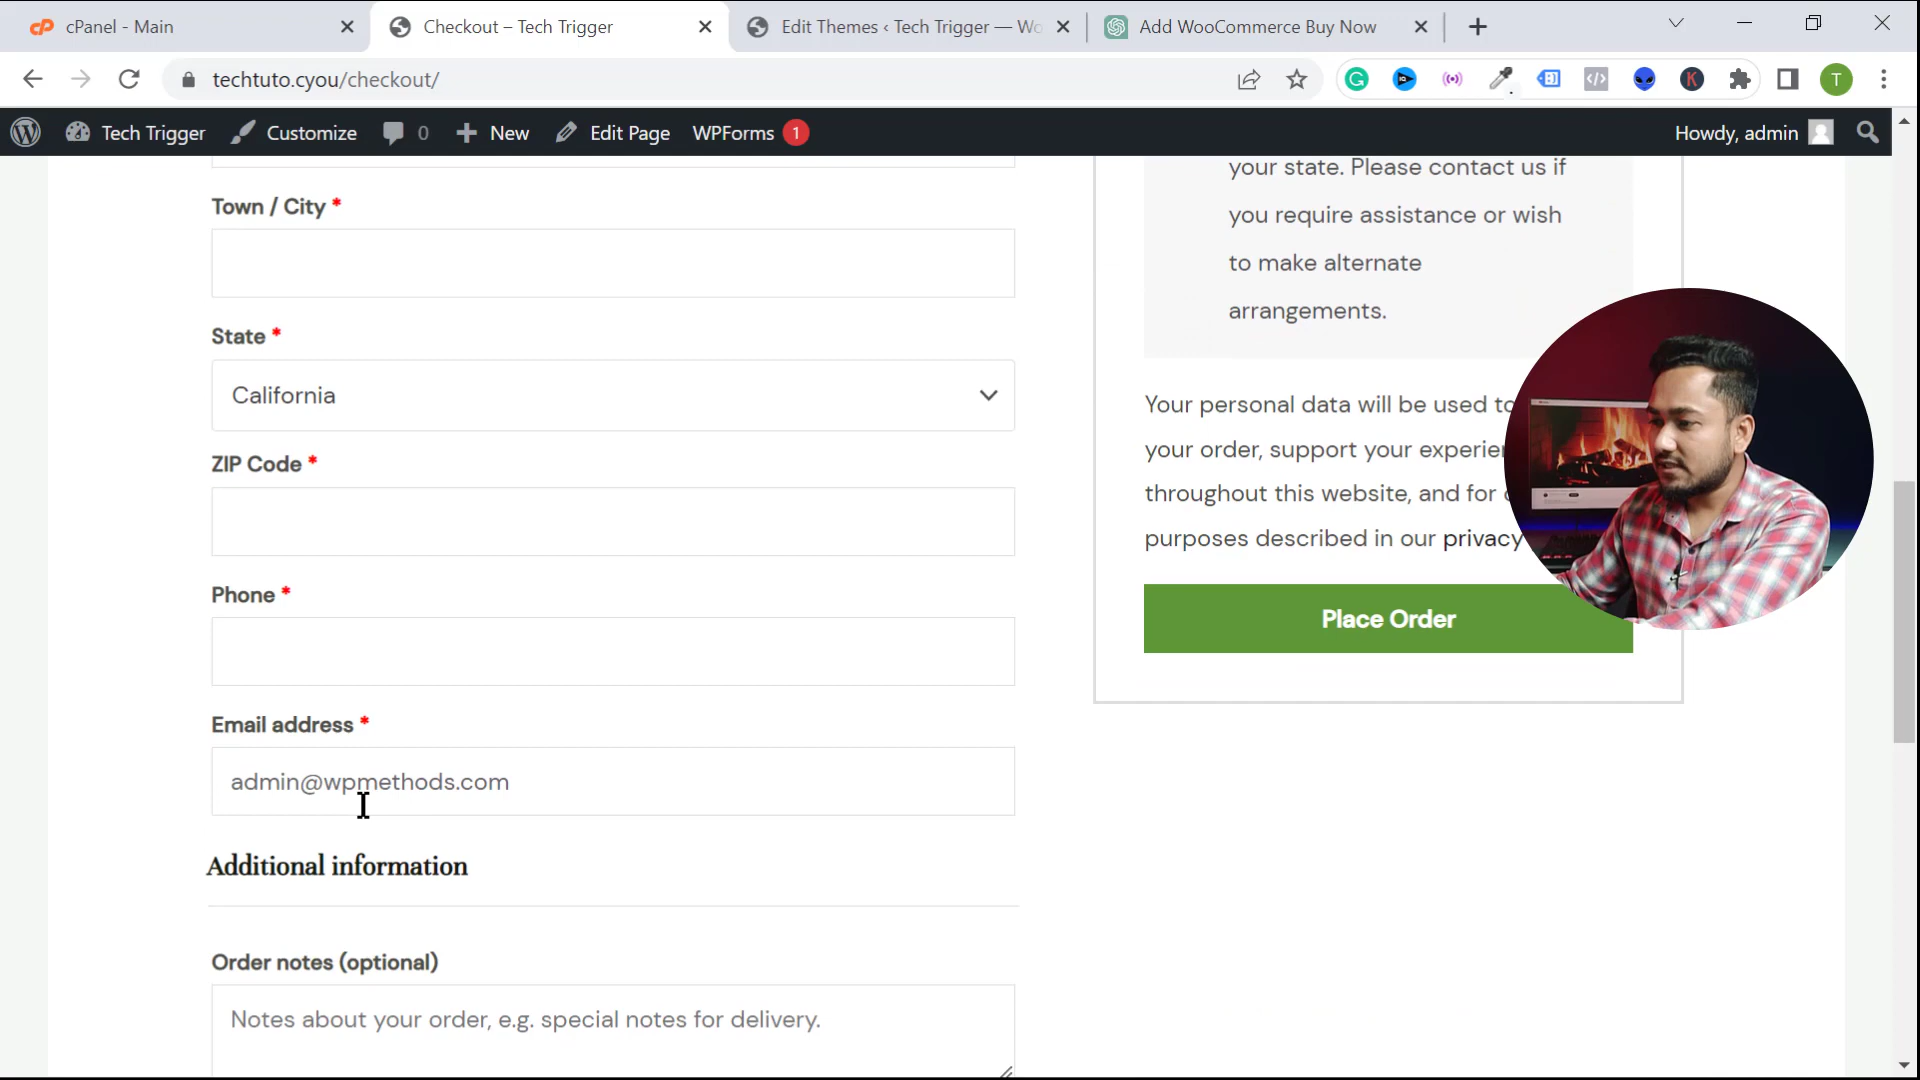 cPanel - Main
Checkout – Tech Trigger
Edit Themes ‹ Tech Trigger — Wo
Add WooCommerce Buy Now
techtuto.cyou/checkout/
T
Tech Trigger
Customize
0
New
Edit Page
WPForms 1
Howdy, admin
your state. Please contact us if
you require assistance or wish
to make alternate
arrangements.
Town / City *
State *
California
ZIP Code *
Phone *
Email address *
admin@wpmethods.com
Additional information
Order notes (optional)
Notes about your order, e.g. special notes for delivery.
Your personal data will be used to
your order, support your
throughout this website, and for
purposes described in our privacy
Place Order